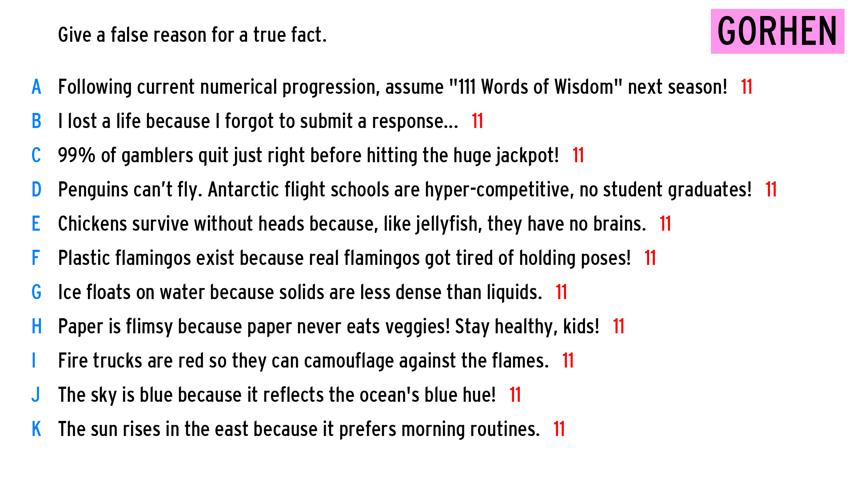 Give a false reason for a true fact.
GORHEN
A Following current numerical progression, assume "111 Words of Wisdom" next season! 11
B I lost a life because I forgot to submit a response... 11
C 99% of gamblers quit just right before hitting the huge jackpot! 11
D Penguins can't fly. Antarctic flight schools are hyper-competitive, no student graduates! 11
E Chickens survive without heads because, like jellyfish, they have no brains. 11
F Plastic flamingos exist because real flamingos got tired of holding poses! 11
G Ice floats on water because solids are less dense than liquids. 11
H Paper is flimsy because paper never eats veggies! Stay healthy, kids! 11
I Fire trucks are red so they can camouflage against the flames. 11
J The sky is blue because it reflects the ocean's blue hue! 11
K The sun rises in the east because it prefers morning routines. 11